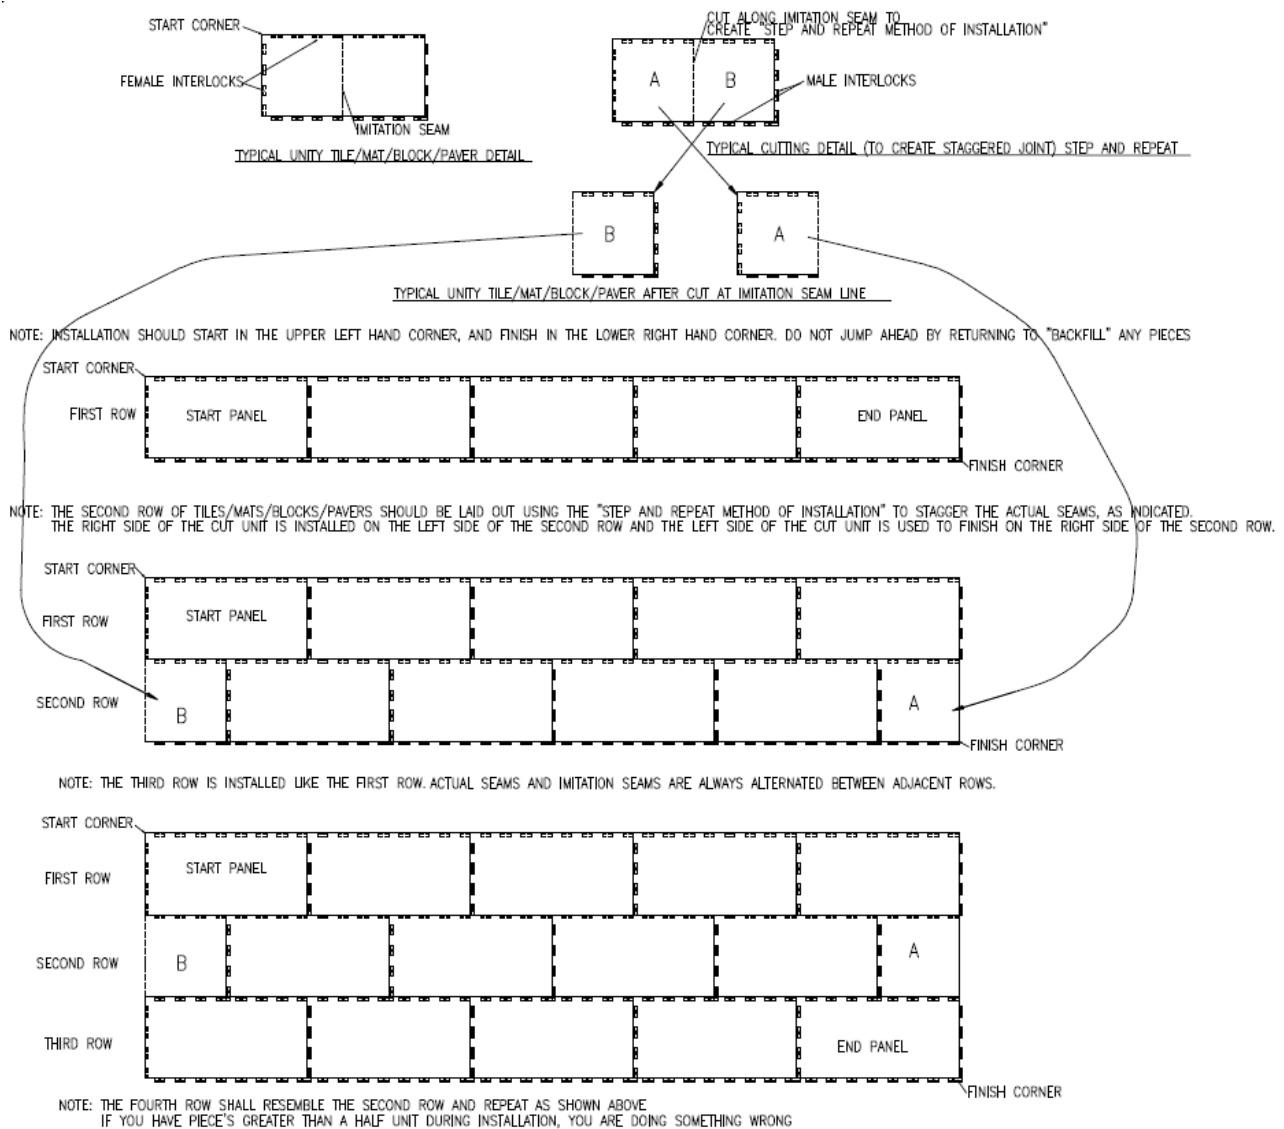 START CORNER
FEMALE INTERLOCKS
IMITATION SEAM
TYPICAL UNITY TILE/MAT/BLOCK/PAVER DETAIL
CUT ALONG IMITATION SEAM TO
CREATE "STEP AND REPEAT METHOD OF INSTALLATION"
A
B
MALE INTERLOCKS
TYPICAL CUTTING DETAIL (TO CREATE STAGGERED JOINT) STEP AND REPEAT
B
A
TYPICAL UNITY TILE/MAT/BLOCK/PAVER AFTER CUT AT IMITATION SEAM LINE
NOTE: INSTALLATION SHOULD START IN THE UPPER LEFT HAND CORNER, AND FINISH IN THE LOWER RIGHT HAND CORNER. DO NOT JUMP AHEAD BY RETURNING TO "BACKFILL" ANY PIECES
START CORNER
FIRST ROW
START PANEL
END PANEL
FINISH CORNER
NOTE: THE SECOND ROW OF TILES/MATS/BLOCKS/PAVERS SHOULD BE LAID OUT USING THE "STEP AND REPEAT METHOD OF INSTALLATION" TO STAGGER THE ACTUAL SEAMS, AS INDICATED.
THE RIGHT SIDE OF THE CUT UNIT IS INSTALLED ON THE LEFT SIDE OF THE SECOND ROW AND THE LEFT SIDE OF THE CUT UNIT IS USED TO FINISH ON THE RIGHT SIDE OF THE SECOND ROW.
START CORNER
FIRST ROW
START PANEL
SECOND ROW
B
A
FINISH CORNER
NOTE: THE THIRD ROW IS INSTALLED LIKE THE FIRST ROW. ACTUAL SEAMS AND IMITATION SEAMS ARE ALWAYS ALTERNATED BETWEEN ADJACENT ROWS.
START CORNER
FIRST ROW
START PANEL
SECOND ROW
B
A
THIRD ROW
END PANEL
FINISH CORNER
NOTE: THE FOURTH ROW SHALL RESEMBLE THE SECOND ROW AND REPEAT AS SHOWN ABOVE
IF YOU HAVE PIECE'S GREATER THAN A HALF UNIT DURING INSTALLATION, YOU ARE DOING SOMETHING WRONG